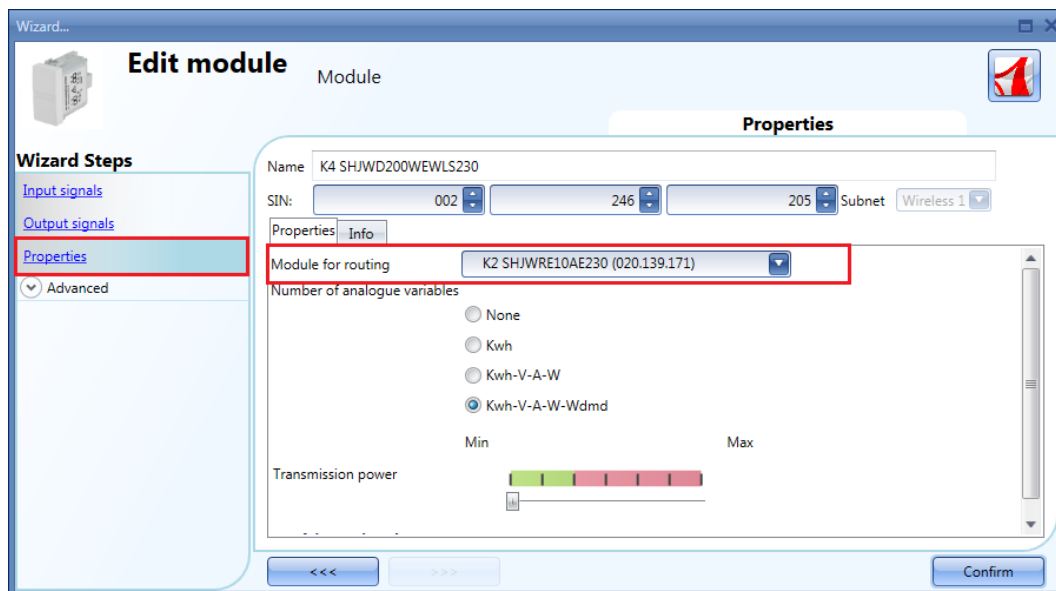 Wizard...
Edit module
Module
Properties
Wizard Steps
Input signals
Output signals
Properties
Advanced
Name K4 SHJWD200WEWLS230
SIN: 002 246 205 Subnet Wireless 1
Properties Info
Module for routing K2 SHJWRE10AE230 (020.139.171)
Number of analogue variables
None
Kwh
Kwh-V-A-W
Kwh-V-A-W-Wdmd
Min Max
Transmission power
<<< >>> Confirm